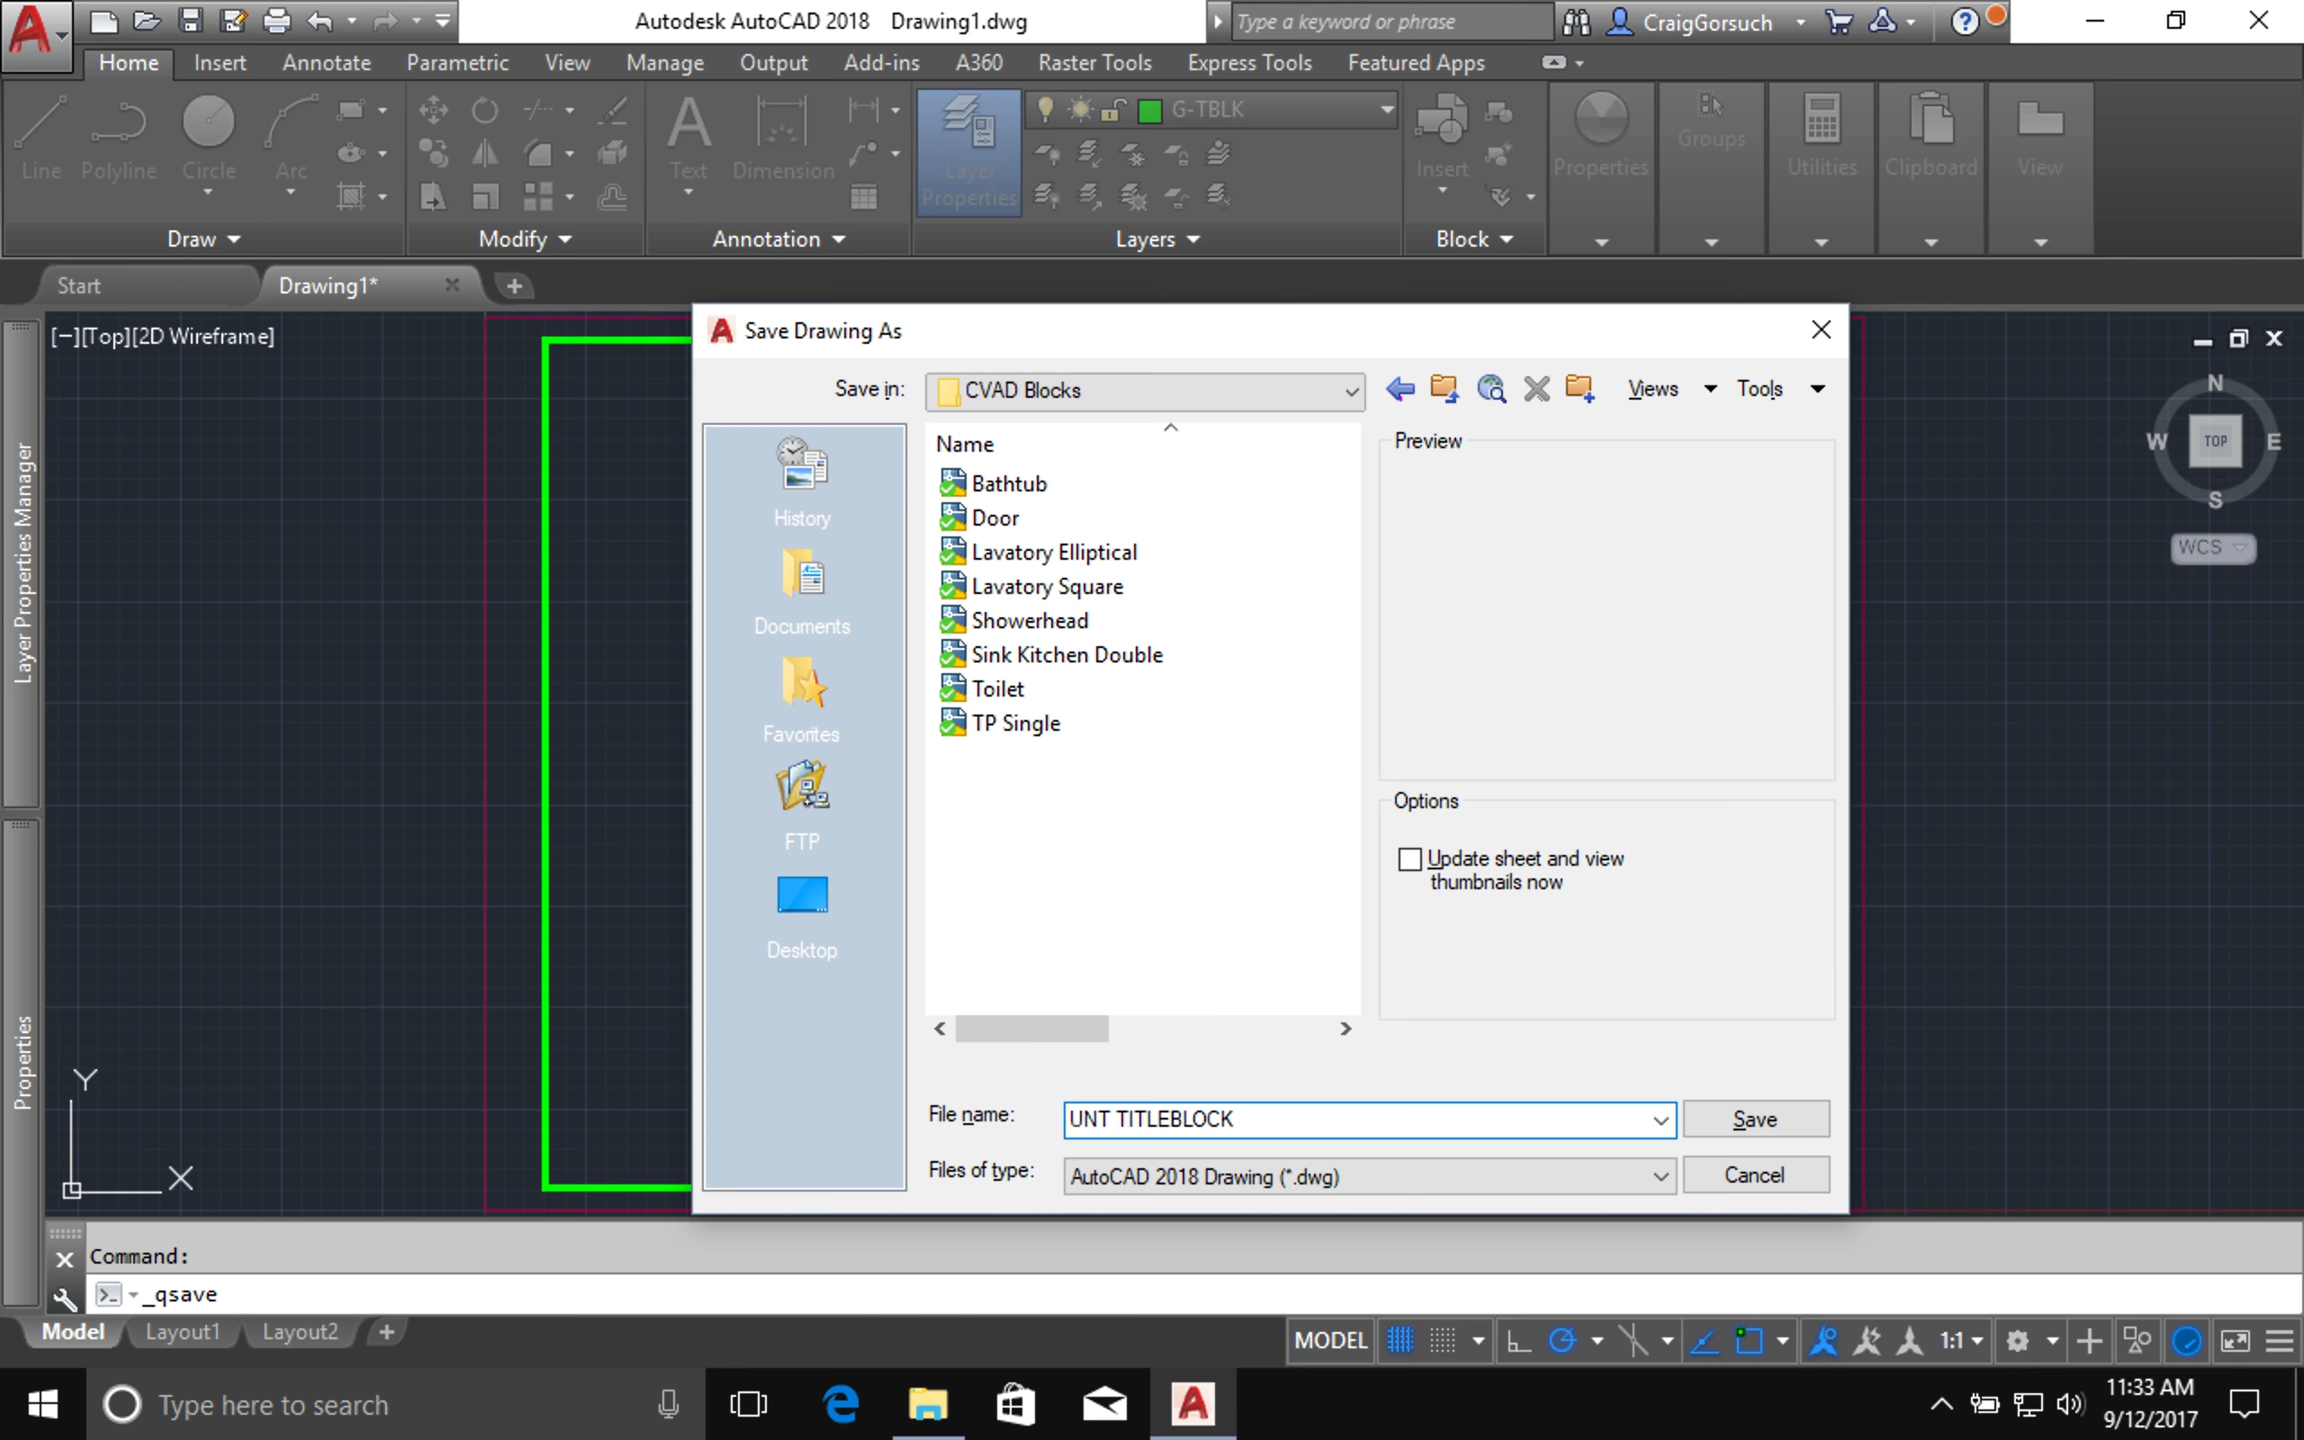 Autodesk AutoCAD 2018 Drawing1.dwg
Type a keyword or phrase
CraigGorsuch
Home Insert Annotate Parametric View Manage Output Add-ins A360 Raster Tools Express Tools Featured Apps
G-TBLK
Line Polyline Circle Arc
Text Dimension
Layer
Properties
Insert
Properties
Groups
Utilities
Clipboard
View
Draw Modify Annotation Layers Block
Start Drawing1*
[−][Top][2D Wireframe]
Layer Properties Manager
Properties
Save Drawing As
Save in: CVAD Blocks
Views Tools
Name
Bathtub
Door
Lavatory Elliptical
Lavatory Square
Showerhead
Sink Kitchen Double
Toilet
TP Single
History
Documents
Favorites
FTP
Desktop
Preview
Options
Update sheet and view
thumbnails now
File name: UNT TITLEBLOCK Save
Files of type: AutoCAD 2018 Drawing (*.dwg) Cancel
N
W TOP E
S
WCS
Y
X
Command:
_qsave
Model Layout1 Layout2
MODEL 1:1
Type here to search
11:33 AM
9/12/2017